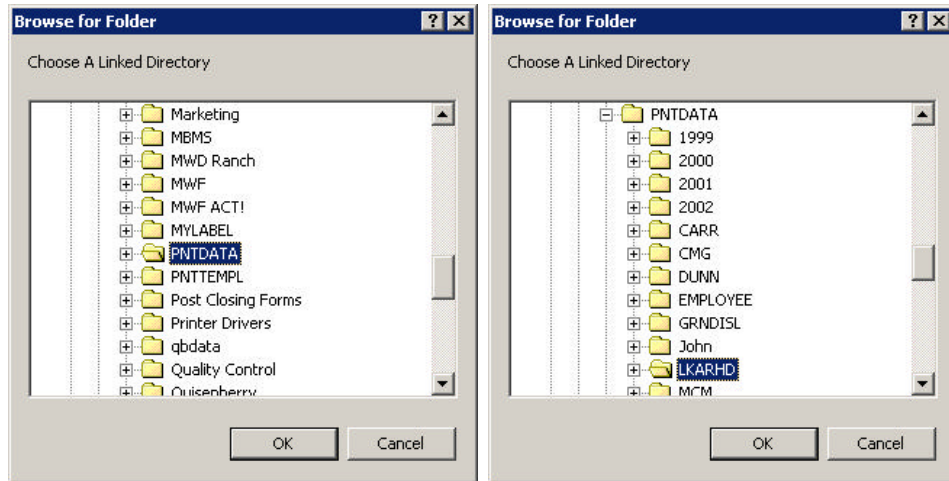 Browse for Folder
Choose A Linked Directory
Marketing
MBMS
MWD Ranch
MWF
MWF ACT!
MYLABEL
PNTDATA
PNTTEMPL
Post Closing Forms
Printer Drivers
qbdata
Quality Control
Quisenberry
OK Cancel
Browse for Folder
Choose A Linked Directory
PNTDATA
1999
2000
2001
2002
CARR
CMG
DUNN
EMPLOYEE
GRNDISL
John
LKARHD
MCM
OK Cancel